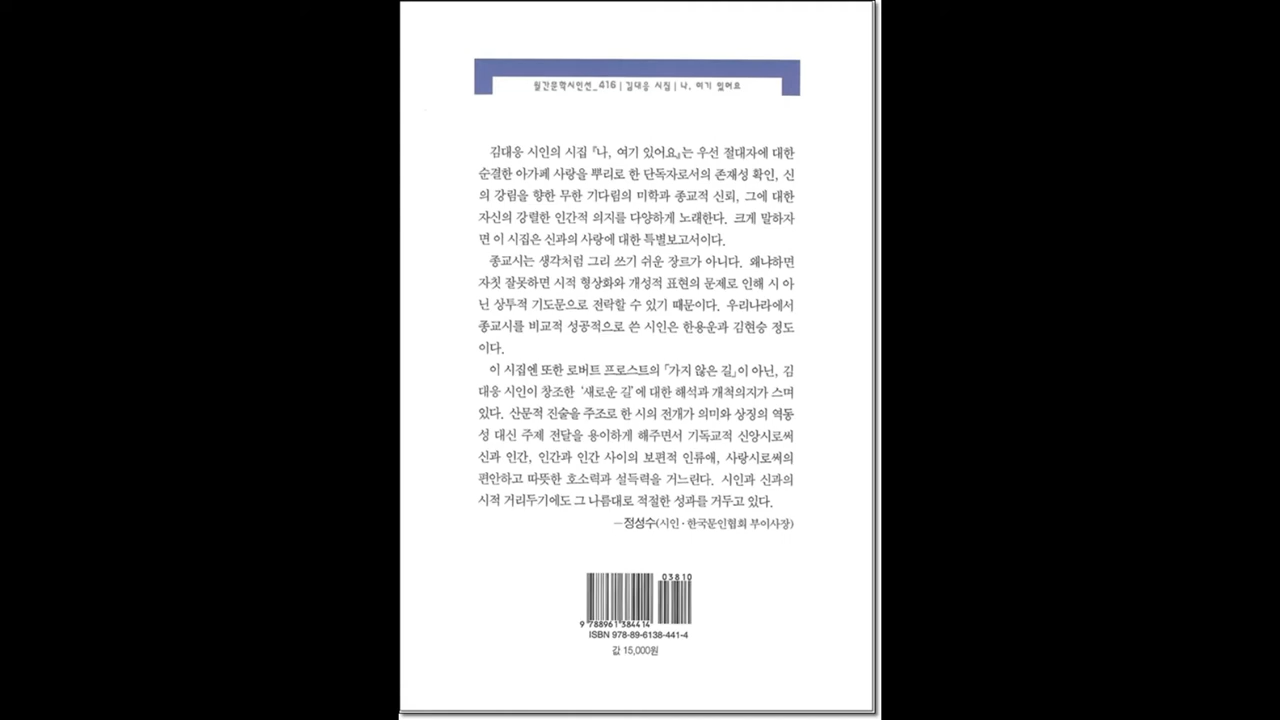 월간문학시인선_416 | 김대응 시집 | 나, 여기 있어요
김대응 시인의 시집 『나, 여기 있어요』는 우선 절대자에 대한
순결한 아가페 사랑을 뿌리로 한 단독자로서의 존재성 확인, 신
의 강림을 향한 무한 기다림의 미학과 종교적 신뢰, 그에 대한
자신의 강렬한 인간적 의지를 다양하게 노래한다. 크게 말하자
면 이 시집은 신과의 사랑에 대한 특별보고서이다.
종교시는 생각처럼 그리 쓰기 쉬운 장르가 아니다. 왜냐하면
자칫 잘못하면 시적 형상화와 개성적 표현의 문제로 인해 시 아
닌 상투적 기도문으로 전락할 수 있기 때문이다. 우리나라에서
종교시를 비교적 성공적으로 쓴 시인은 한용운과 김현승 정도
이다.
이 시집엔 또한 로버트 프로스트의 「가지 않은 길」이 아닌, 김
대응 시인이 창조한 ‘새로운 길’에 대한 해석과 개척의지가 스며
있다. 산문적 진술을 주조로 한 시의 전개가 의미와 상징의 역동
성 대신 주제 전달을 용이하게 해주면서 기독교적 신앙시로써
신과 인간, 인간과 인간 사이의 보편적 인류애, 사랑시로써의
편안하고 따뜻한 호소력과 설득력을 거느린다. 시인과 신과의
시적 거리두기에도 그 나름대로 적절한 성과를 거두고 있다.
—정성수(시인·한국문인협회 부이사장)
03810
9 788961 384414
ISBN 978-89-6138-441-4
값 15,000원